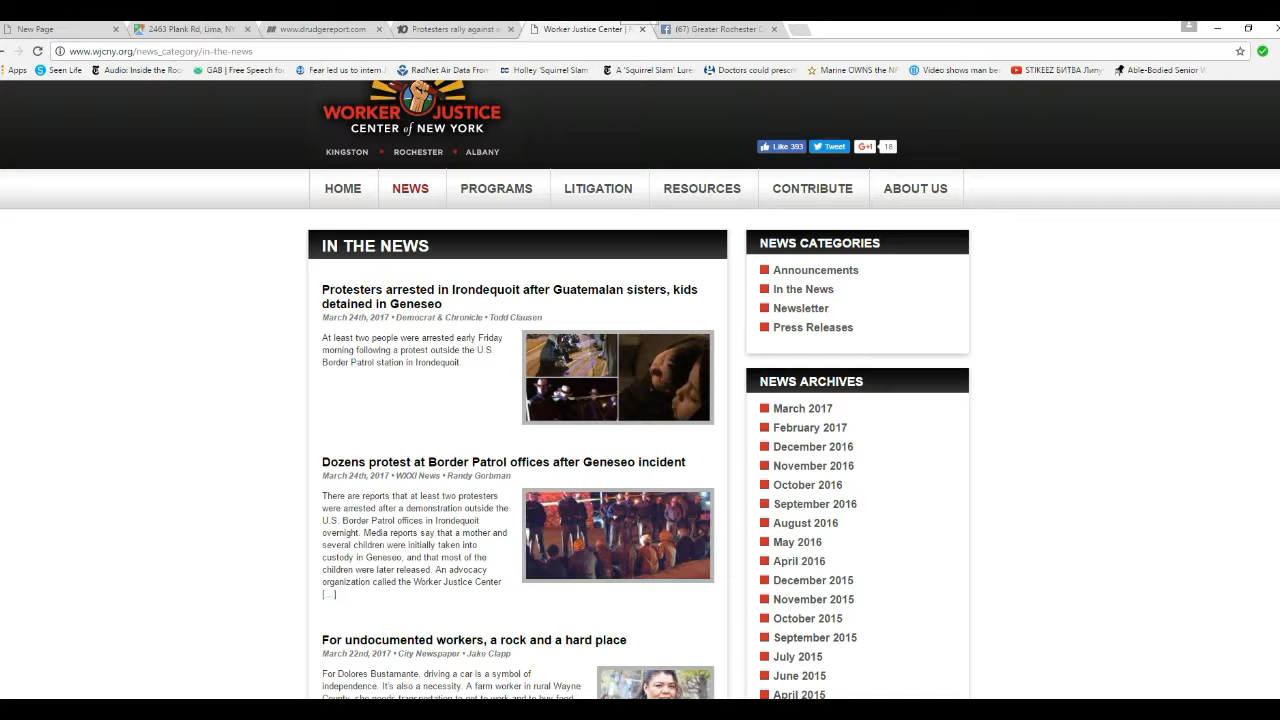 New Page
2463 Plank Rd, Lima, NY
www.drudgereport.com
Protesters rally against a
Worker Justice Center |
(67) Greater Rochester C
www.wjcny.org/news_category/in-the-news
Apps Seen Life Audio: Inside the Roo GAB | Free Speech fo Fear led us to intern J RadNet Air Data From Holley 'Squirrel Slam' A 'Squirrel Slam' Lure Doctors could prescri Marine OWNS the NF Video shows man be STIKEEZ БИТВА Able-Bodied Senior
WORKER JUSTICE
CENTER of NEW YORK
KINGSTON • ROCHESTER • ALBANY
Like 393 Tweet G+1 18
HOME NEWS PROGRAMS LITIGATION RESOURCES CONTRIBUTE ABOUT US
IN THE NEWS
Protesters arrested in Irondequoit after Guatemalan sisters, kids
detained in Geneseo
March 24th, 2017 • Democrat & Chronicle • Todd Clausen
At least two people were arrested early Friday
morning following a protest outside the U.S.
Border Patrol station in Irondequoit.
Dozens protest at Border Patrol offices after Geneseo incident
March 24th, 2017 • WXXI News • Randy Gorbman
There are reports that at least two protesters
were arrested after a demonstration outside the
U.S. Border Patrol offices in Irondequoit
overnight. Media reports say that a mother and
several children were initially taken into
custody in Geneseo, and that most of the
children were later released. An advocacy
organization called the Worker Justice Center
[...]
For undocumented workers, a rock and a hard place
March 22nd, 2017 • City Newspaper • Jake Clapp
For Dolores Bustamante, driving a car is a symbol of
independence. It's also a necessity. A farm worker in rural Wayne
County, she needs transportation to get to work and to buy food
NEWS CATEGORIES
Announcements
In the News
Newsletter
Press Releases
NEWS ARCHIVES
March 2017
February 2017
December 2016
November 2016
October 2016
September 2016
August 2016
May 2016
April 2016
December 2015
November 2015
October 2015
September 2015
July 2015
June 2015
April 2015